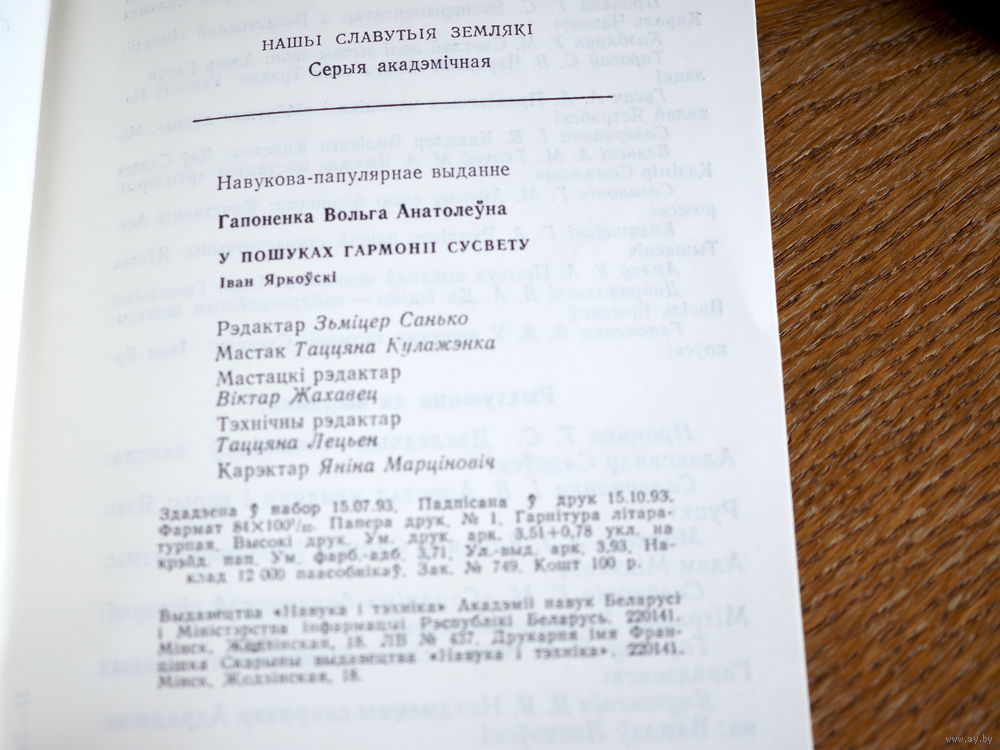 НАШЫ СЛАВУТЫЯ ЗЕМЛЯКІ
Серыя акадэмічная
Навукова-папулярнае выданне
Гапоненка Вольга Анатолеўна
У ПОШУКАХ ГАРМОНІІ СУСВЕТУ
Іван Яркоўскі
Рэдактар Зьміцер Санько
Мастак Таццяна Кулажэнка
Мастацкі рэдактар
Віктар Жахавец
Тэхнічны рэдактар
Таццяна Лецьен
Карэктар Яніна Марціновіч
Здадзена ў набор 15.07.93. Падпісана ў друк 15.10.93.
Фармат 84×100¹/₃₂. Папера друк. № 1. Гарнітура літара-
турная. Высокі друк. Ум. друк. арк. 3,51+0,78 укл. на
крэйд. пап. Ум. фарб.-адб. 3,71. Ул.-выд. арк. 3,93. На-
клад 12 000 паасобнікаў. Зак. № 749. Кошт 100 р.
Выдавецтва «Навука і тэхніка» Акадэміі навук Беларусі
і Міністэрства інфармацыі Рэспублікі Беларусь. 220141.
Мінск, Жодзінская, 18. ЛВ № 437. Друкарня імя Фран-
цішка Скарыны выдавецтва «Навука і тэхніка». 220141.
Мінск, Жодзінская, 18.
www.ay.by